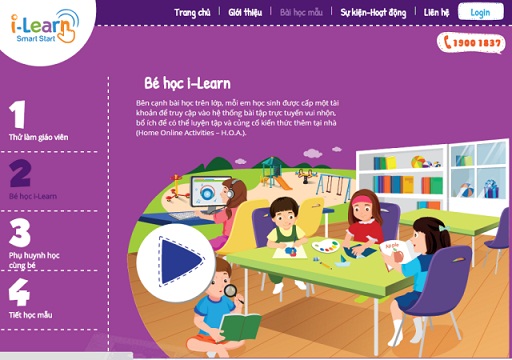 i-Learn
Smart Start
Trang chủ
Giới thiệu
Bài học mẫu
Sự kiện-Hoạt động
Liên hệ
Login
1900 1837
1
Thử làm giáo viên
2
Bé học i-Learn
3
Phụ huynh học
cùng bé
4
Tiết học mẫu
Bé học i-Learn
Bên cạnh bài học trên lớp, mỗi em học sinh được cấp một tài
khoản để truy cập vào hệ thống bài tập trực tuyến vui nhộn,
bổ ích để có thể luyện tập và củng cố kiến thức thêm tại nhà
(Home Online Activities – H.O.A.).